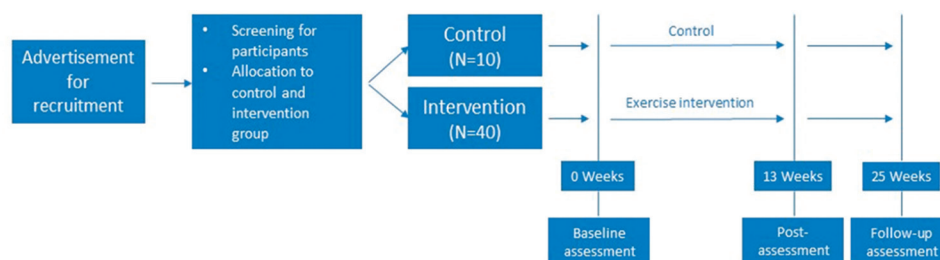 Advertisement
for
recruitment
• Screening for
participants
• Allocation to
control and
intervention
group
Control
(N=10)
Intervention
(N=40)
Control
Exercise intervention
0 Weeks
13 Weeks
25 Weeks
Baseline
assessment
Post-
assessment
Follow-up
assessment